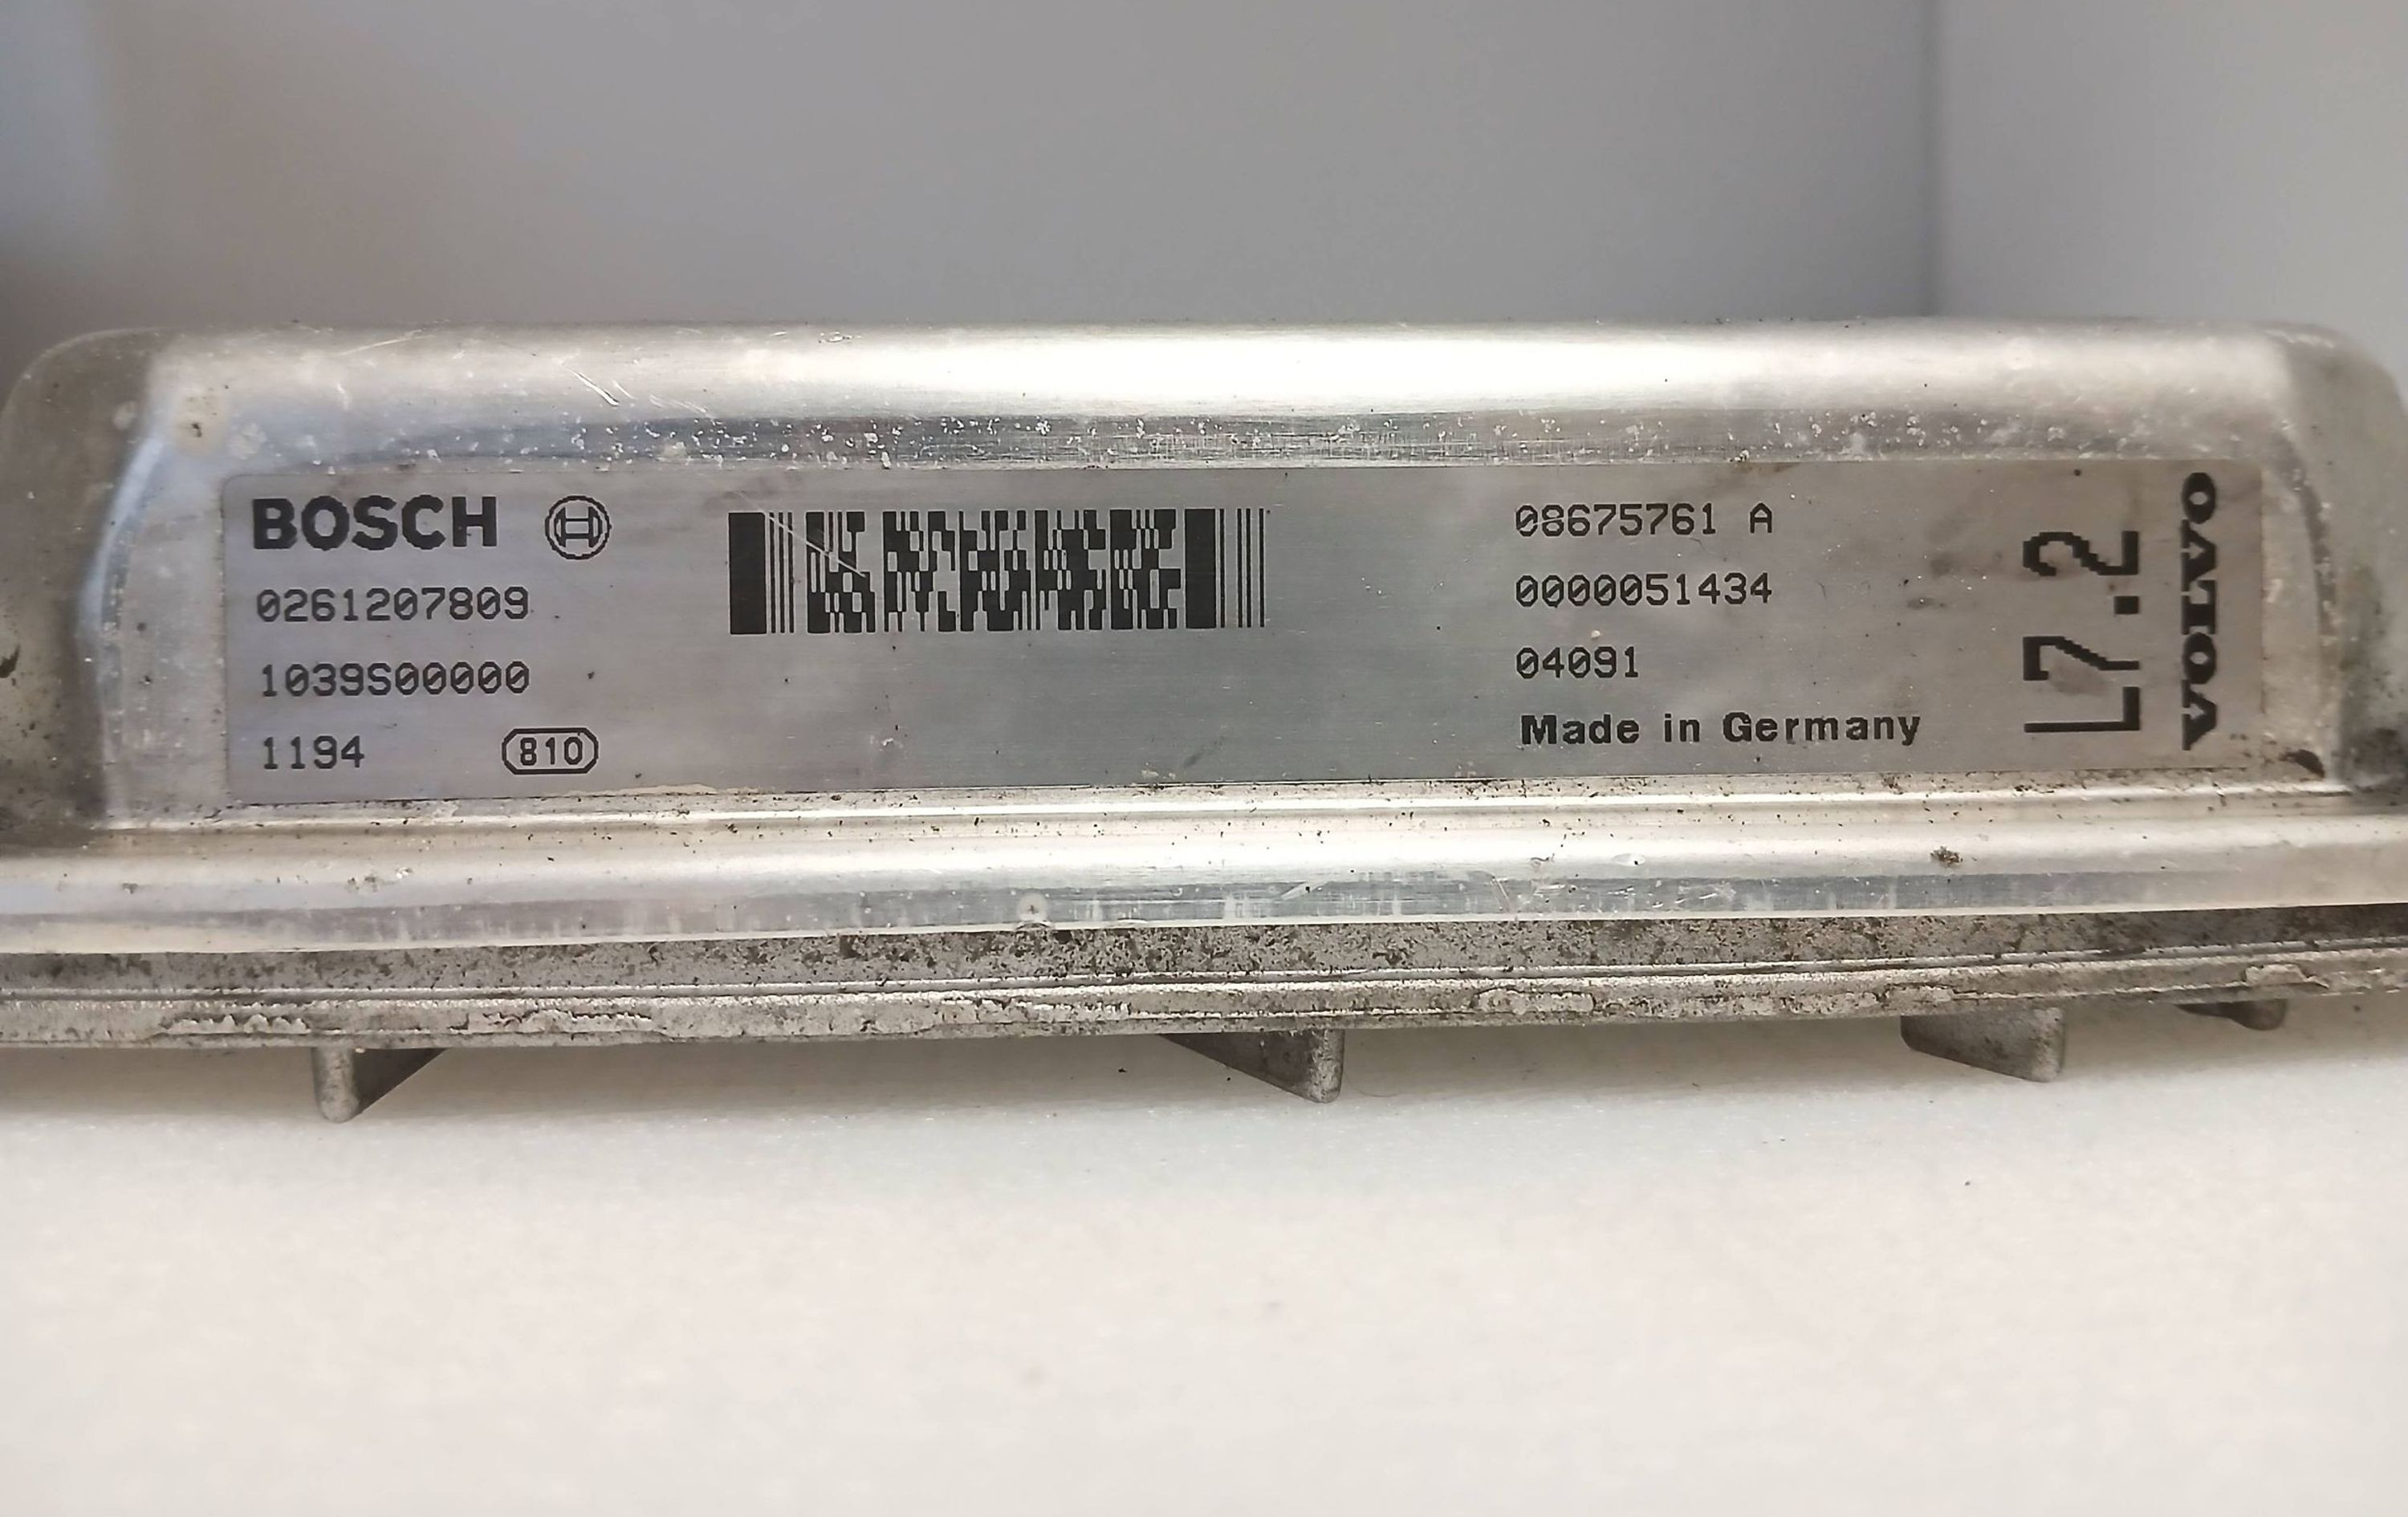 BOSCH
0261207809
1039S00000
1194 810
08675761 A
0000051434
04091
Made in Germany
L7.2
VOLVO